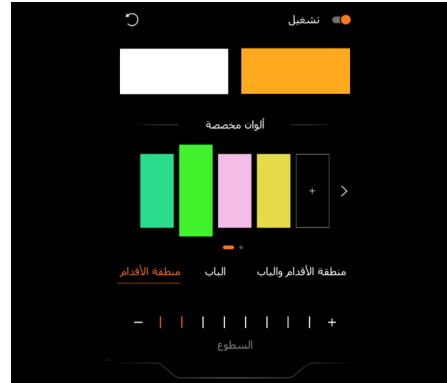 تشغيل
ألوان مخصصة
+
منطقة الأقدام والباب الباب منطقة الأقدام
+ −
السطوع